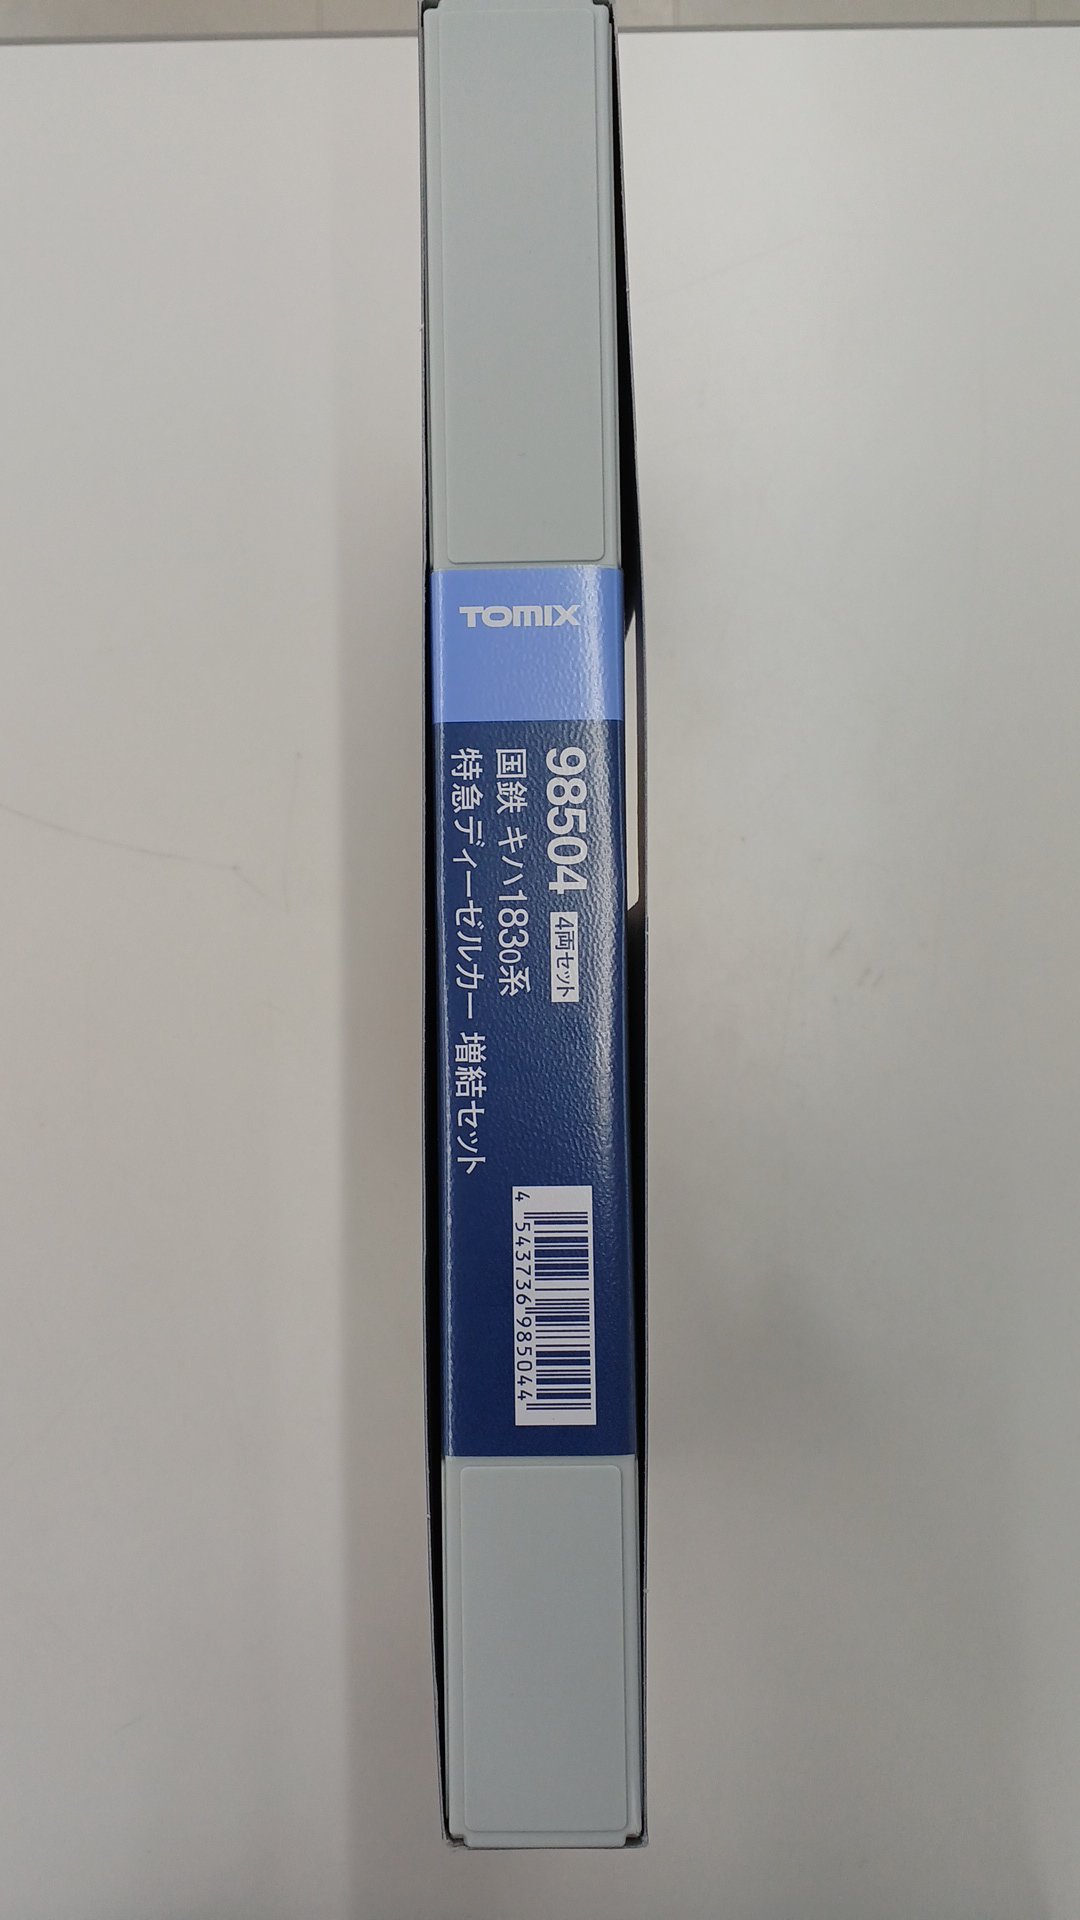 TOMIX
98504 4両セット
国鉄 キハ183 0系
特急ディーゼルカー 増結セット
4 543736 985044